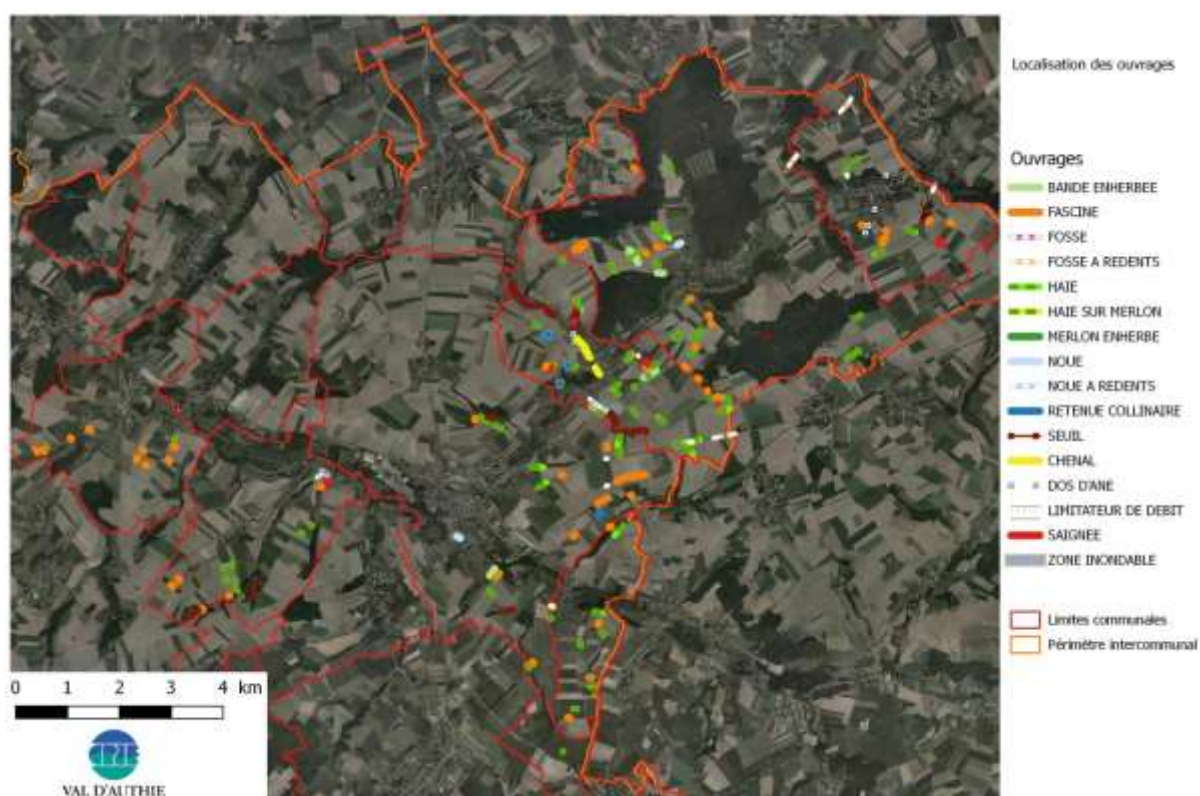 Localisation des ouvrages
Ouvrages
BANDE ENHERBEE
FASCINE
FOSSE
FOSSE A REDENTS
HAIE
HAIE SUR MERLON
MERLON ENHERBE
NOUE
NOUE A REDENTS
RETENUE COLLINAIRE
SEUIL
CHENAL
DOS D'ANE
LIMITATEUR DE DEBIT
SAIGNEE
ZONE INONDABLE
Limites communales
Périmètre intercommunal
0 1 2 3 4 km
CPIE
VAL D'AUTHIE